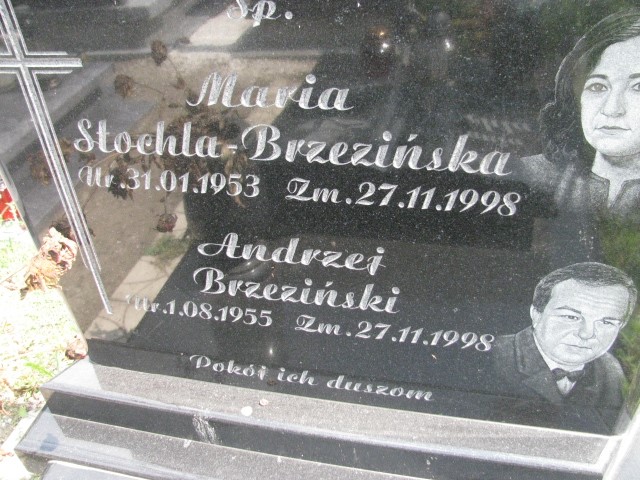 Śp.
Maria
Stochla-Brzezińska
Ur.31.01.1953 Zm.27.11.1998
Andrzej
Brzeziński
Ur.1.08.1955 Zm.27.11.1998
Pokój ich duszom